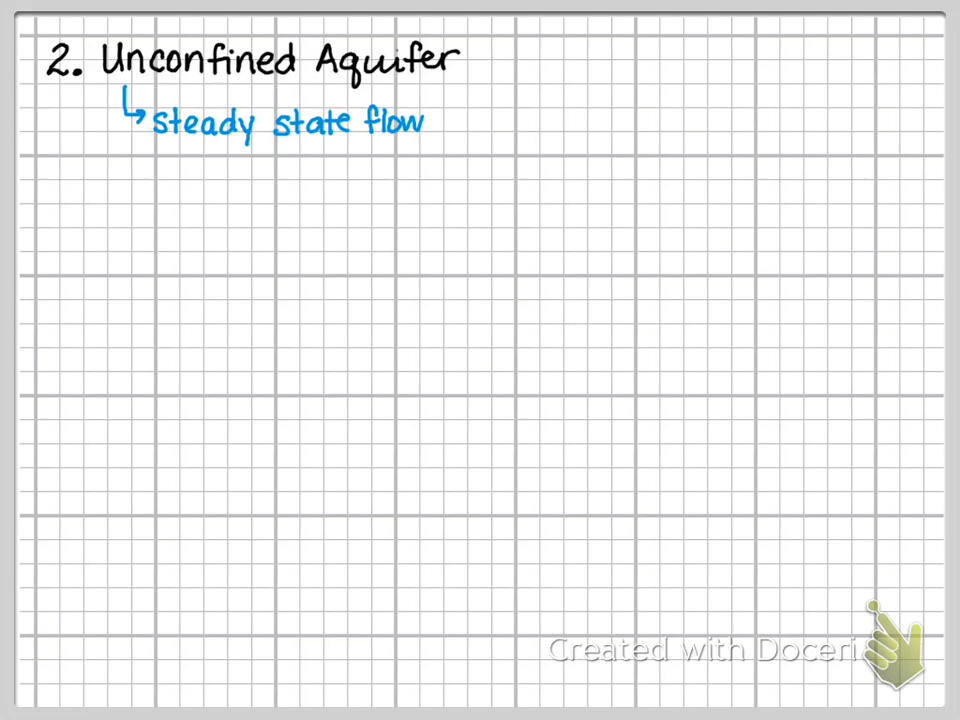 2. Unconfined Aquifer
↳ steady state flow
Created with Doceri